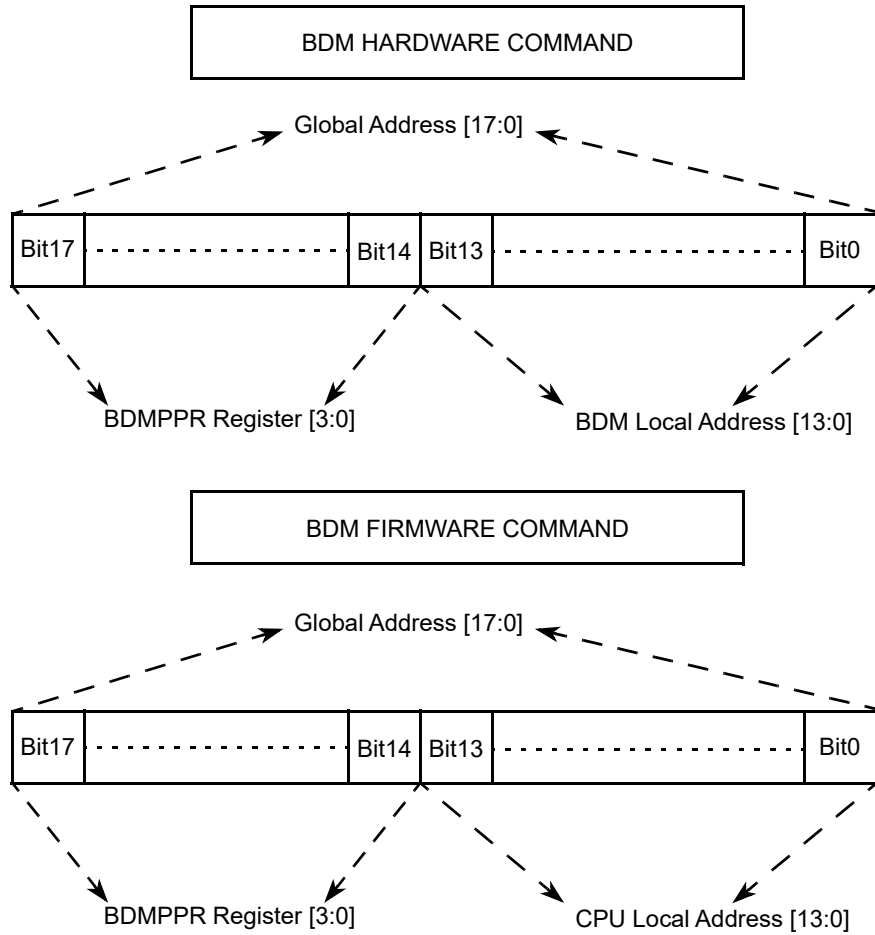 BDM HARDWARE COMMAND
Global Address [17:0]
Bit17 Bit14 Bit13 Bit0
BDMPPR Register [3:0] BDM Local Address [13:0]
BDM FIRMWARE COMMAND
Global Address [17:0]
Bit17 Bit14 Bit13 Bit0
BDMPPR Register [3:0] CPU Local Address [13:0]